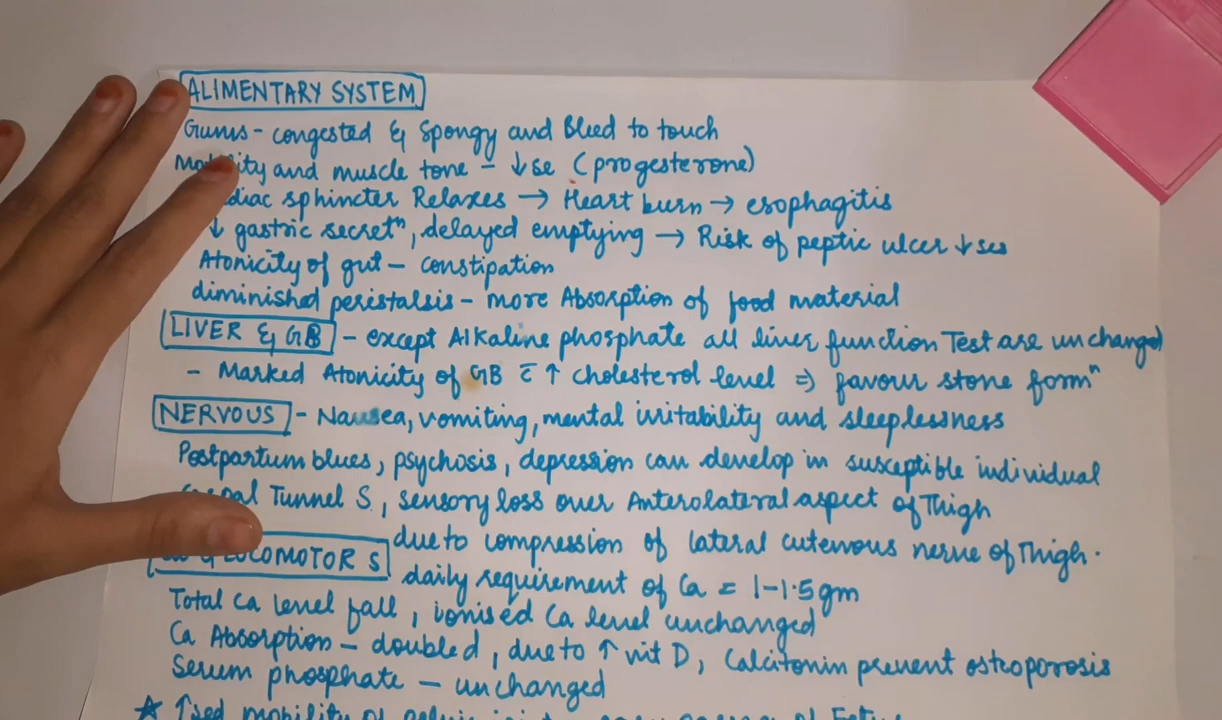 ALIMENTARY SYSTEM
Gums - congested & Spongy and Bleed to touch
and muscle tone - ↓se (progesterone)
sphincter Relaxes → Heart burn → esophagitis
↓ gastric secretⁿ, delayed emptying → Risk of peptic ulcer ↓ses
Atonicity of gut - constipation
diminished peristalsis - more Absorption of food material
LIVER & GB - except Alkaline phosphate all liver function Test are unchanged
- Marked Atonicity of GB c̄ ↑ cholesterol level => favour stone formⁿ
NERVOUS - Nausea, vomiting, mental irritability and sleeplessness
Postpartum blues, psychosis, depression can develop in susceptible individual
Tunnel S., sensory loss over Anterolateral aspect of Thigh
due to compression of lateral cutenous nerve of Thigh.
LOCOMOTOR S
daily requirement of Ca = 1-1.5gm
Total Ca level fall, ionised Ca level unchanged
Ca Absorption - doubled, due to ↑ vit D, Calcitonin prevent osteoporosis
Serum phosphate - unchanged
★ ↑sed mobility of